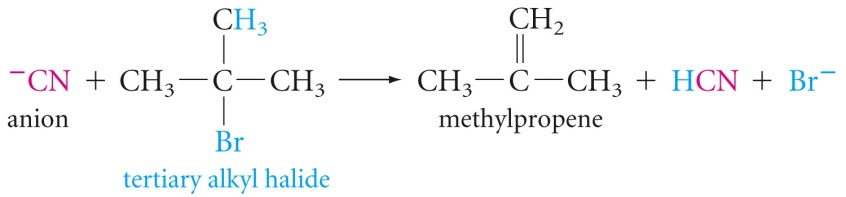 CH₃ CH₂
⁻CN + CH₃—C—CH₃ ⟶ CH₃—C—CH₃ + HCN + Br⁻
anion methylpropene
Br
tertiary alkyl halide